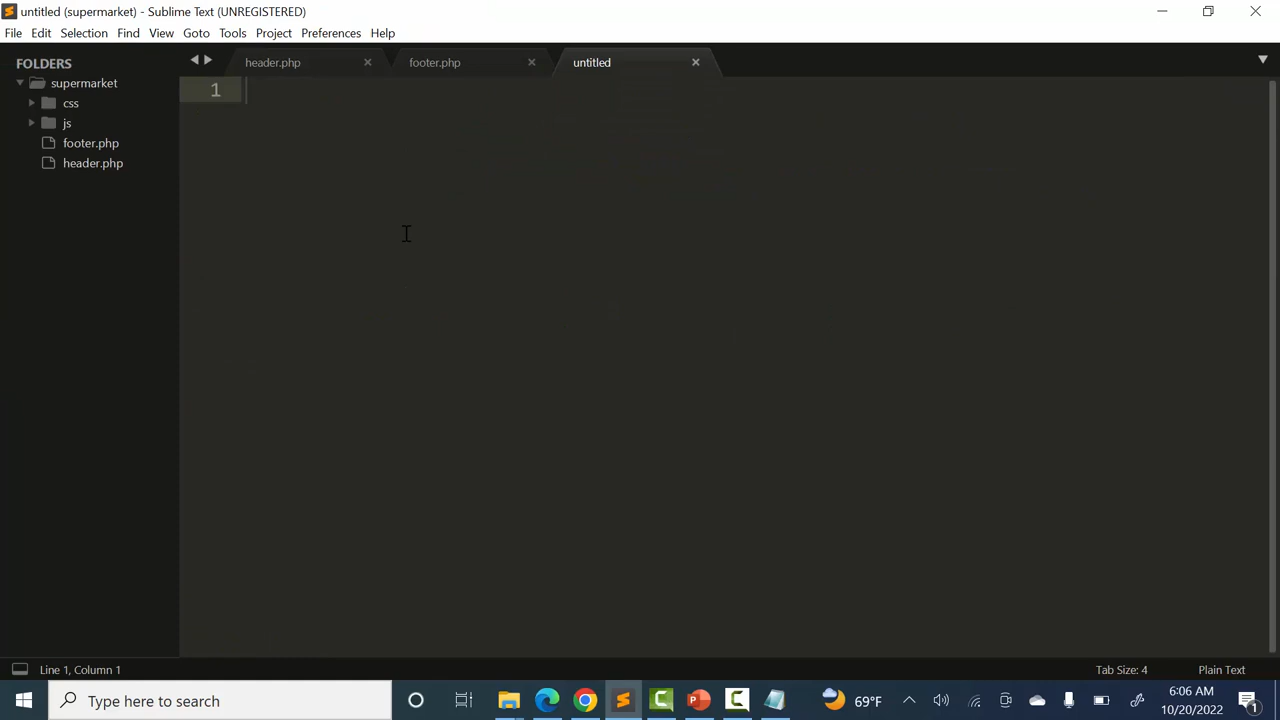 untitled (supermarket) - Sublime Text (UNREGISTERED)
File Edit Selection Find View Goto Tools Project Preferences Help
FOLDERS
supermarket
css
js
footer.php
header.php
header.php footer.php untitled
1
Line 1, Column 1 Tab Size: 4 Plain Text
Type here to search
69°F
6:06 AM
10/20/2022
1